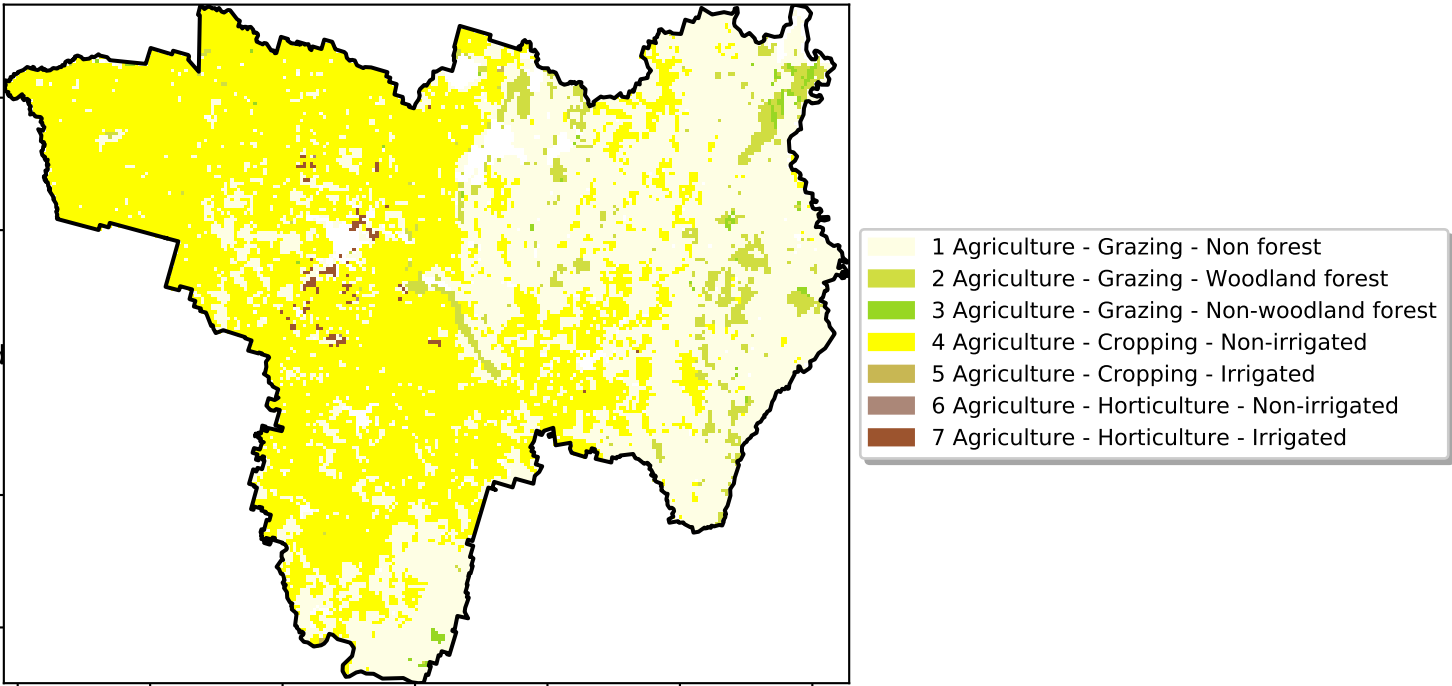 1 Agriculture - Grazing - Non forest
2 Agriculture - Grazing - Woodland forest
3 Agriculture - Grazing - Non-woodland forest
4 Agriculture - Cropping - Non-irrigated
5 Agriculture - Cropping - Irrigated
6 Agriculture - Horticulture - Non-irrigated
7 Agriculture - Horticulture - Irrigated